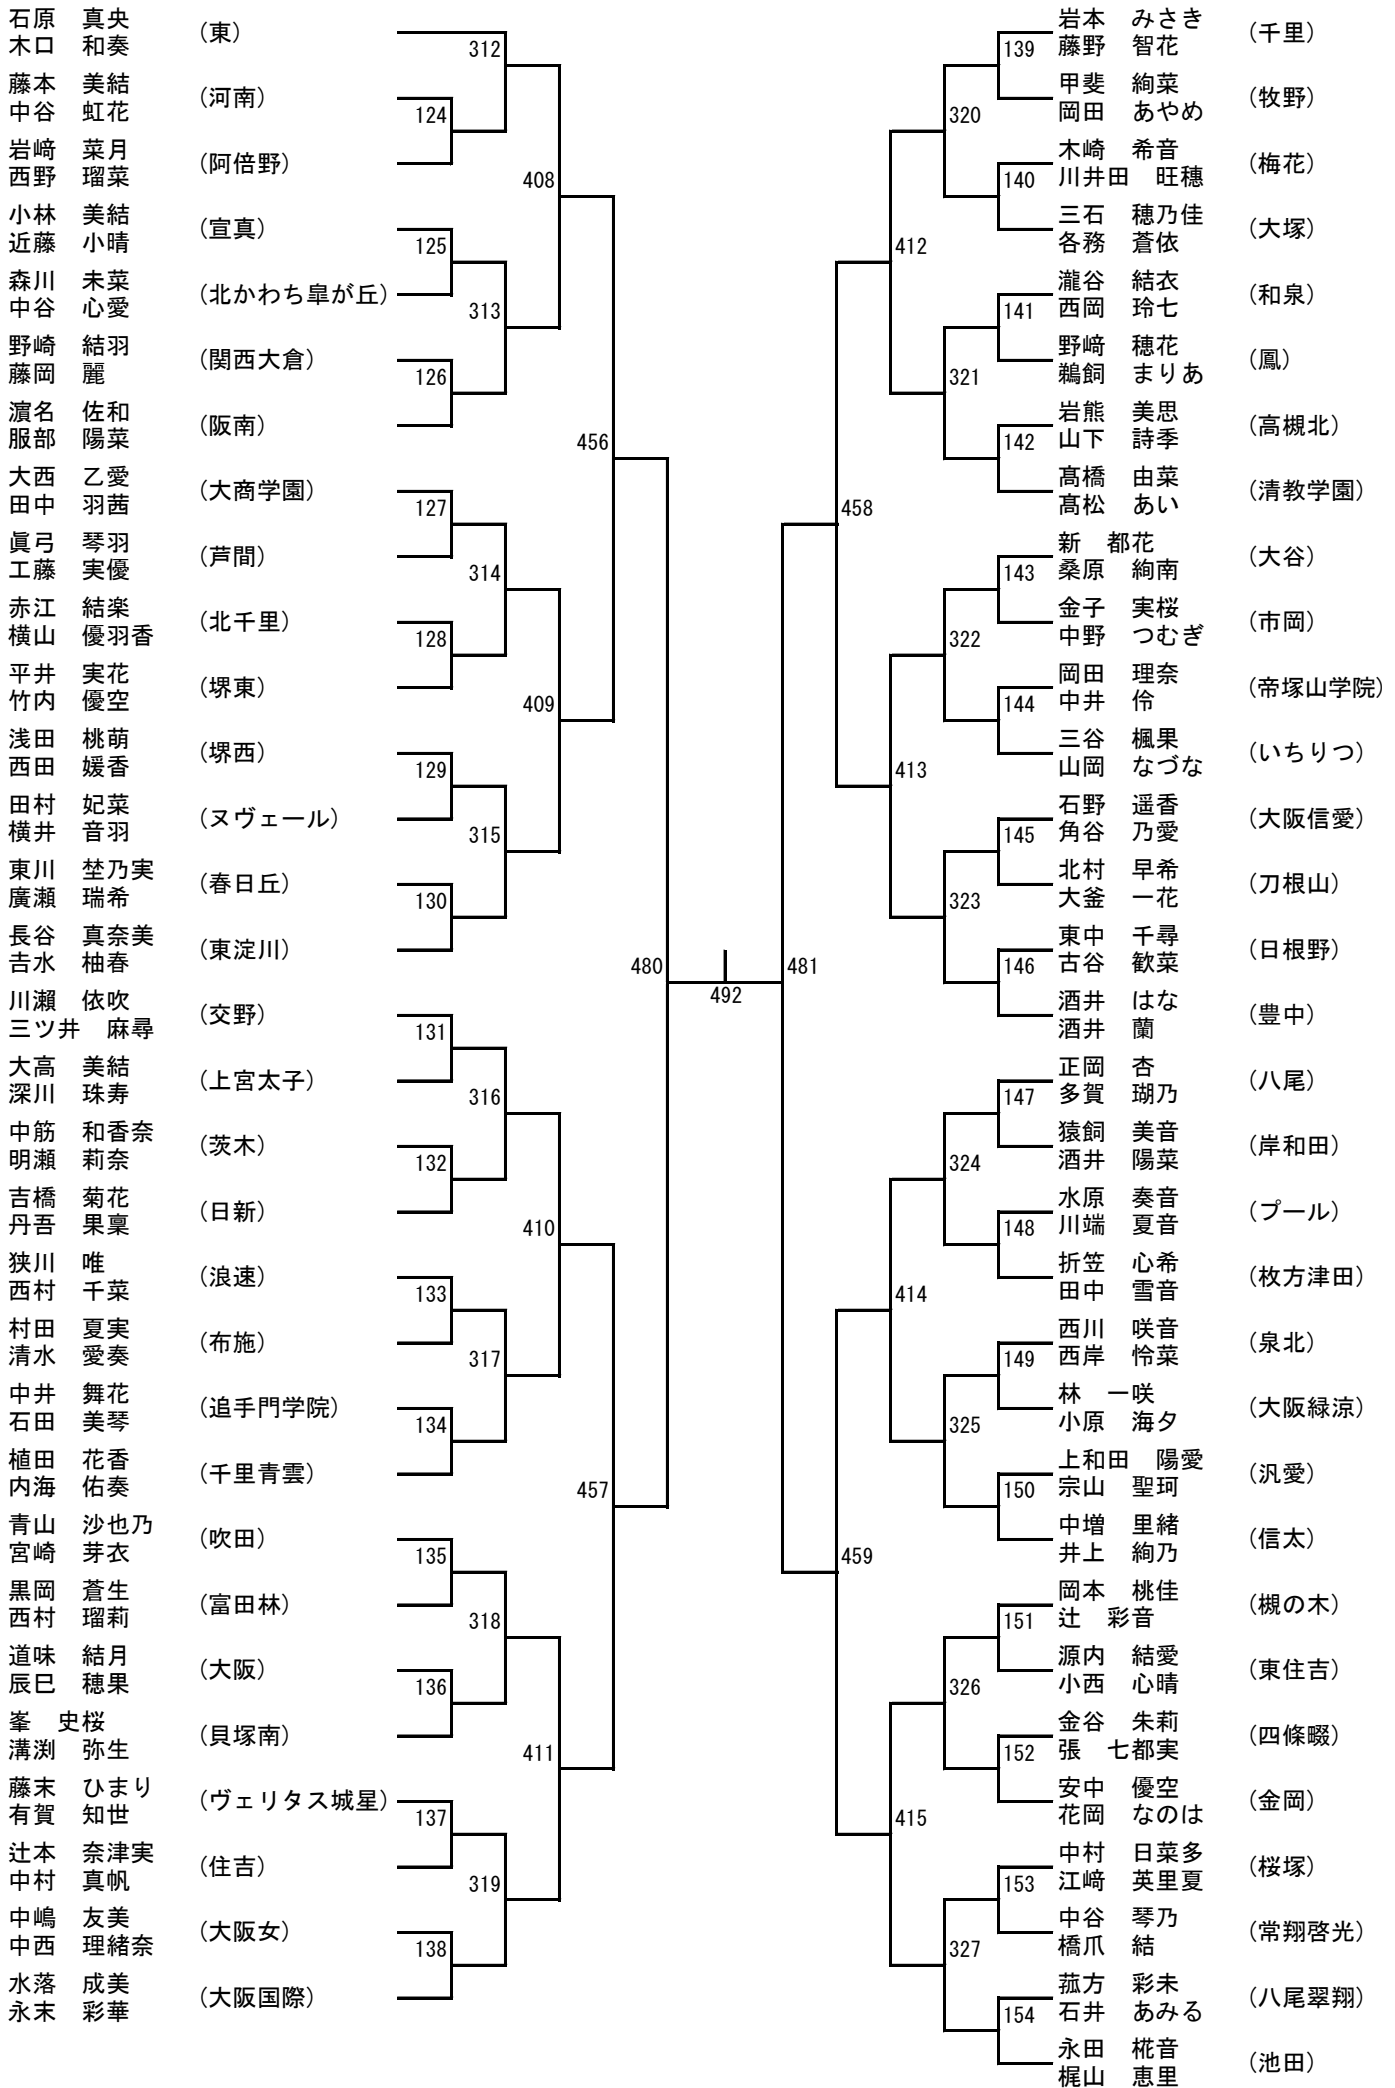 石原　真央
木口　和奏
（東）
藤本　美結
中谷　虹花
（河南）
岩﨑　菜月
西野　瑠菜
（阿倍野）
小林　美結
近藤　小晴
（宣真）
森川　未菜
中谷　心愛
（北かわち皐が丘）
野崎　結羽
藤岡　麗
（関西大倉）
濵名　佐和
服部　陽菜
（阪南）
大西　乙愛
田中　羽茜
（大商学園）
眞弓　琴羽
工藤　実優
（芦間）
赤江　結楽
横山　優羽香
（北千里）
平井　実花
竹内　優空
（堺東）
浅田　桃萌
西田　媛香
（堺西）
田村　妃菜
横井　音羽
（ヌヴェール）
東川　埜乃実
廣瀬　瑞希
（春日丘）
長谷　真奈美
𠮷水　柚春
（東淀川）
川瀨　依吹
三ツ井　麻尋
（交野）
大高　美結
深川　珠寿
（上宮太子）
中筋　和香奈
明瀬　莉奈
（茨木）
吉橋　菊花
丹吾　果稟
（日新）
狭川　唯
西村　千菜
（浪速）
村田　夏実
清水　愛奏
（布施）
中井　舞花
石田　美琴
（追手門学院）
植田　花香
内海　佑奏
（千里青雲）
青山　沙也乃
宮崎　芽衣
（吹田）
黒岡　蒼生
西村　瑠莉
（富田林）
道味　結月
辰巳　穂果
（大阪）
峯　史桜
溝渕　弥生
（貝塚南）
藤末　ひまり
有賀　知世
（ヴェリタス城星）
辻本　奈津実
中村　真帆
（住吉）
中嶋　友美
中西　理緒奈
（大阪女）
水落　成美
永末　彩華
（大阪国際）
312
124
408
125
313
126
456
127
314
128
409
129
315
130
480
131
316
132
410
133
317
134
457
135
318
136
411
137
319
138
492
481
139
320
140
412
141
321
142
458
143
322
144
413
145
323
146
147
324
148
414
149
325
150
459
151
326
152
415
153
327
154
岩本　みさき
藤野　智花
（千里）
甲斐　絢菜
岡田　あやめ
（牧野）
木崎　希音
川井田　旺穗
（梅花）
三石　穂乃佳
各務　蒼依
（大塚）
瀧谷　結衣
西岡　玲七
（和泉）
野﨑　穂花
鵜飼　まりあ
（鳳）
岩熊　美思
山下　詩季
（高槻北）
髙橋　由菜
髙松　あい
（清教学園）
新　都花
桑原　絢南
（大谷）
金子　実桜
中野　つむぎ
（市岡）
岡田　理奈
中井　伶
（帝塚山学院）
三谷　楓果
山岡　なづな
（いちりつ）
石野　遥香
角谷　乃愛
（大阪信愛）
北村　早希
大釜　一花
（刀根山）
東中　千尋
古谷　歓菜
（日根野）
酒井　はな
酒井　蘭
（豊中）
正岡　杏
多賀　瑚乃
（八尾）
猿飼　美音
酒井　陽菜
（岸和田）
水原　奏音
川端　夏音
（プール）
折笠　心希
田中　雪音
（枚方津田）
西川　咲音
西岸　怜菜
（泉北）
林　一咲
小原　海夕
（大阪緑涼）
上和田　陽愛
宗山　聖珂
（汎愛）
中増　里緒
井上　絢乃
（信太）
岡本　桃佳
辻　彩音
（槻の木）
源内　結愛
小西　心晴
（東住吉）
金谷　朱莉
張　七都実
（四條畷）
安中　優空
花岡　なのは
（金岡）
中村　日菜多
江﨑　英里夏
（桜塚）
中谷　琴乃
橋爪　結
（常翔啓光）
菰方　彩未
石井　あみる
（八尾翠翔）
永田　椛音
梶山　恵里
（池田）